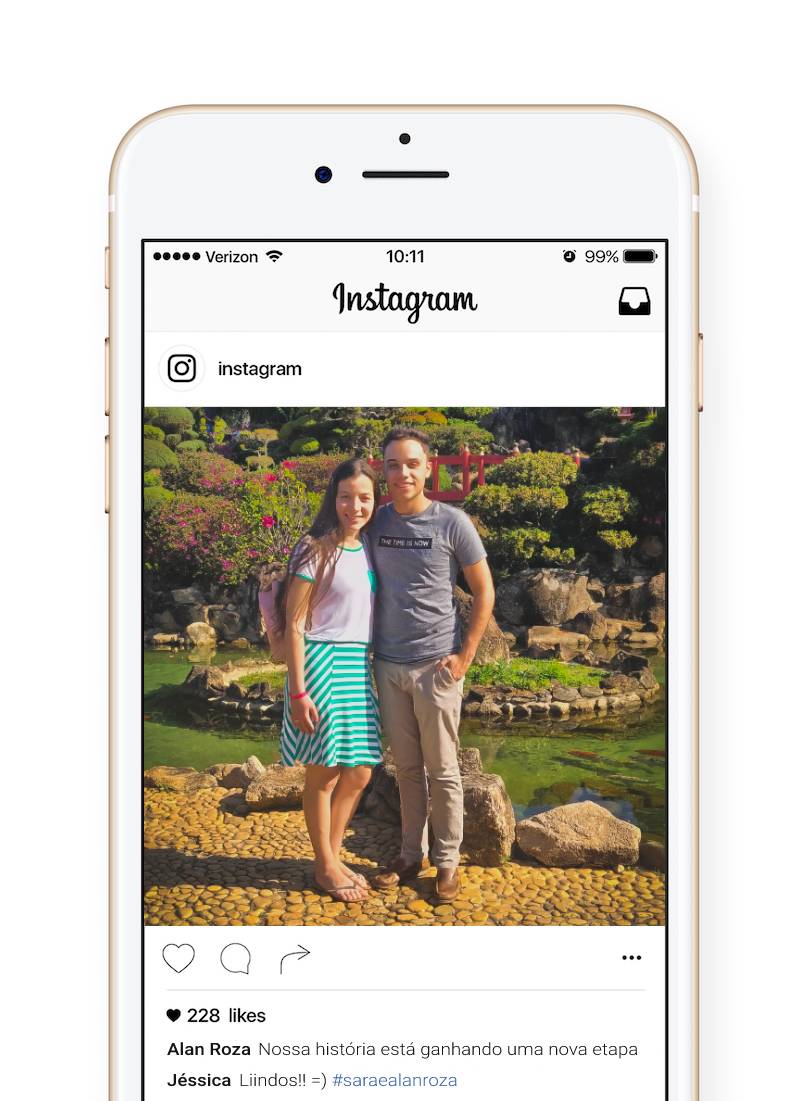 Verizon 10:11 99%
Instagram
instagram
THE TIME IS NOW
228 likes
Alan Roza Nossa história está ganhando uma nova etapa
Jéssica Liindos!! =) #saraealanroza